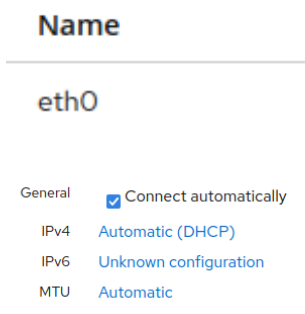 Name
eth0
General Connect automatically
IPv4 Automatic (DHCP)
IPv6 Unknown configuration
MTU Automatic